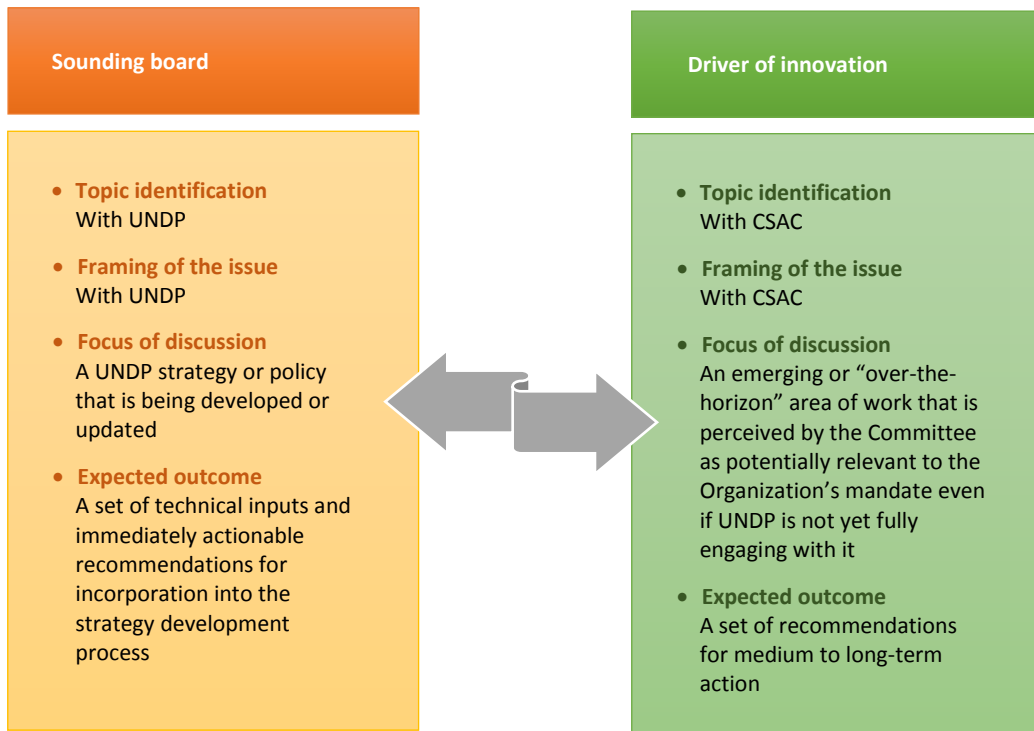 Sounding board
• Topic identification
With UNDP
• Framing of the issue
With UNDP
• Focus of discussion
A UNDP strategy or policy
that is being developed or
updated
• Expected outcome
A set of technical inputs and
immediately actionable
recommendations for
incorporation into the
strategy development
process
Driver of innovation
• Topic identification
With CSAC
• Framing of the issue
With CSAC
• Focus of discussion
An emerging or “over-the-
horizon” area of work that is
perceived by the Committee
as potentially relevant to the
Organization’s mandate even
if UNDP is not yet fully
engaging with it
• Expected outcome
A set of recommendations
for medium to long-term
action